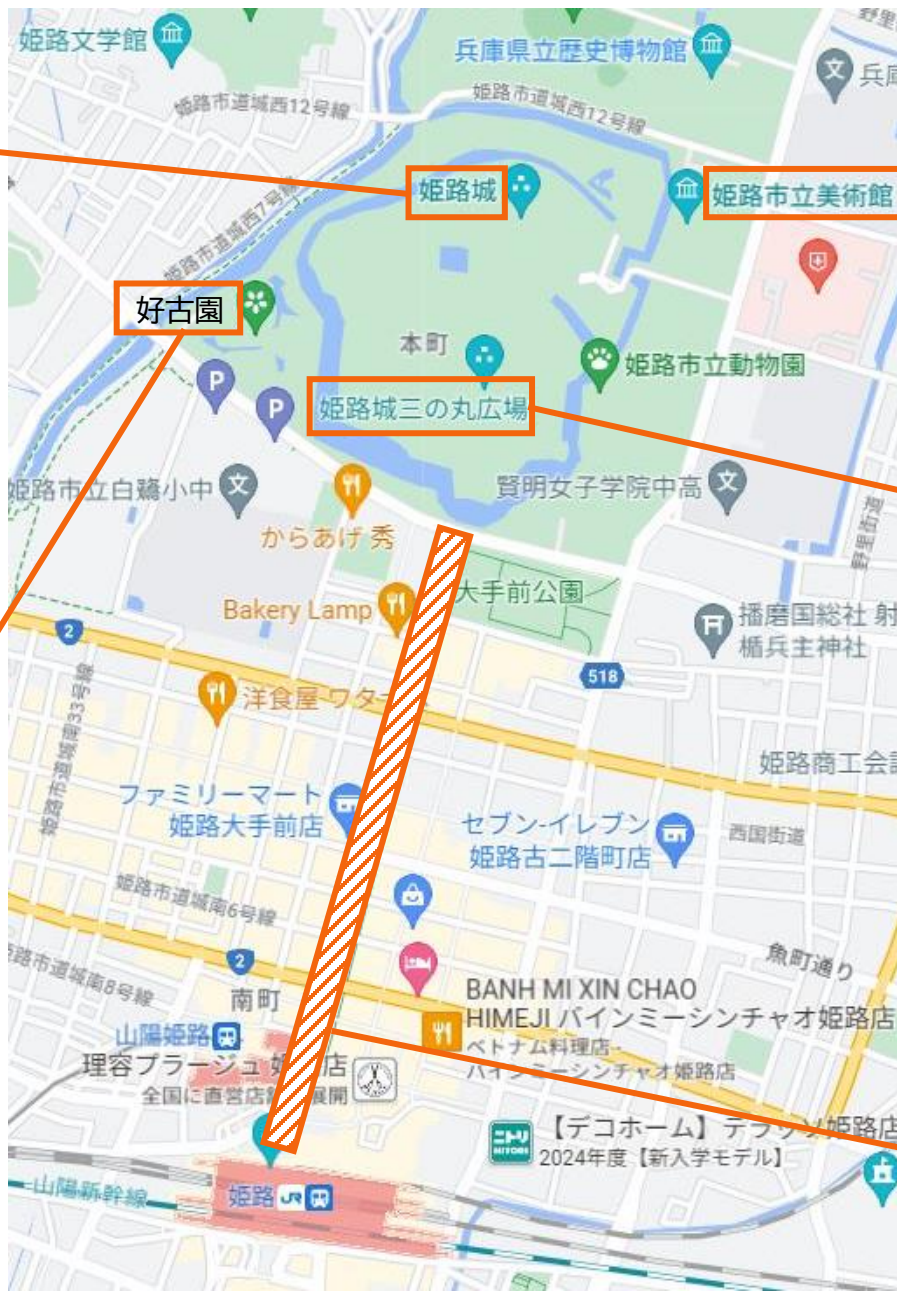 姫路文学館
兵庫県立歴史博物館
姫路市道城西12号線
姫路市道城西12号線
姫路城
姫路市立美術館
姫路市道城西7号線
好古園
本町
姫路市立動物園
P
P
姫路城三の丸広場
姫路市立白鷺小中
文
賢明女子学院中高
文
野里街道
からあげ 秀
大手前公園
Bakery Lamp
播磨国総社 射
楯兵主神社
2
518
洋食屋 ワタ
姫路市道城南33号線
姫路商工会
ファミリーマート
姫路大手前店
セブン-イレブン
姫路古二階町店
西国街道
姫路市道城南6号線
魚町通り
2
姫路市道城南8号線
南町
BANH MI XIN CHAO
HIMEJI バインミーシンチャオ姫路店
ベトナム料理店・
バインミーシンチャオ姫路店
山陽姫路
理容プラージュ 姫 店
全国に直営店 展開
ニトリ
NITORI
【デコホーム】テラッソ姫路店
2024年度【新入学モデル】
山陽新幹線
姫路 JR